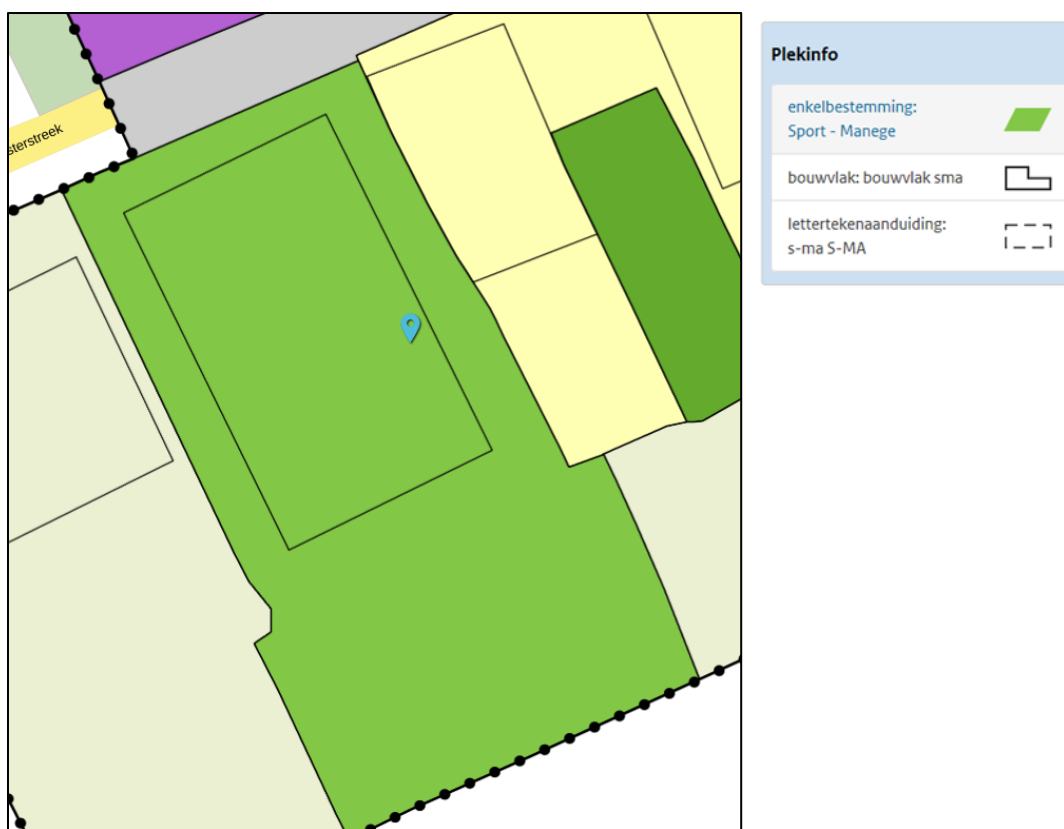 sterstreek
Plekinfo
enkelbestemming:
Sport - Manege
bouwvlak: bouwvlak sma
lettertekenaanduiding:
s-ma S-MA